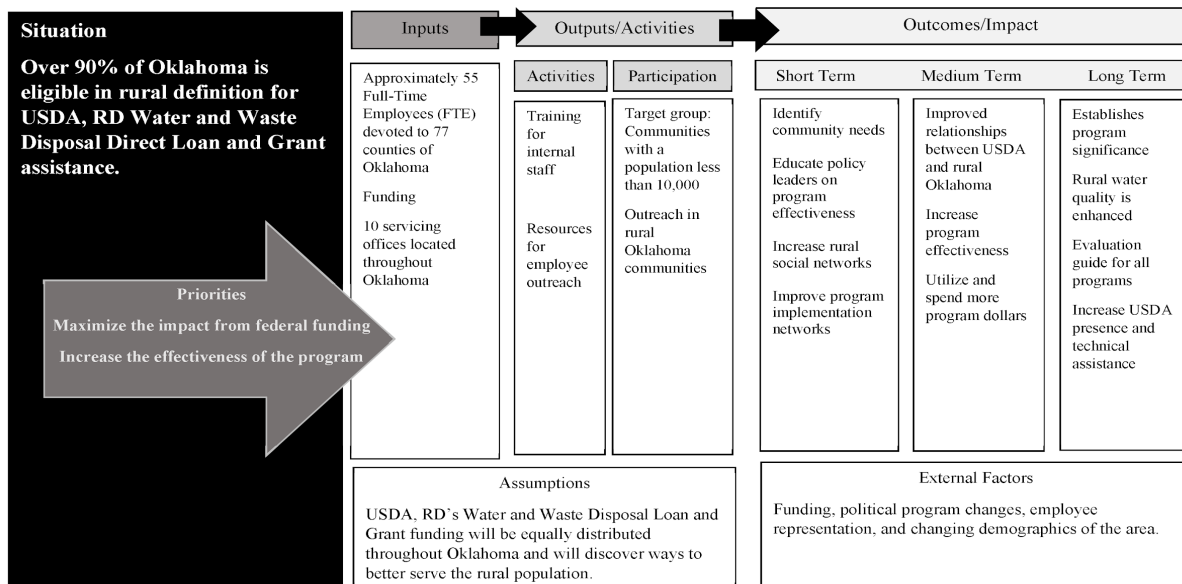 Situation
Over 90% of Oklahoma is
eligible in rural definition for
USDA, RD Water and Waste
Disposal Direct Loan and Grant
assistance.
Priorities
Maximize the impact from federal funding
Increase the effectiveness of the program
Inputs
Approximately 55
Full-Time
Employees (FTE)
devoted to 77
counties of
Oklahoma
Funding
10 servicing
offices located
throughout
Oklahoma
Outputs/Activities
Activities
Training
for
internal
staff
Resources
for
employee
outreach
Participation
Target group:
Communities
with a
population less
than 10,000
Outreach in
rural
Oklahoma
communities
Outcomes/Impact
Short Term
Identify
community needs
Educate policy
leaders on
program
effectiveness
Increase rural
social networks
Improve program
implementation
networks
Medium Term
Improved
relationships
between USDA
and rural
Oklahoma
Increase
program
effectiveness
Utilize and
spend more
program dollars
Long Term
Establishes
program
significance
Rural water
quality is
enhanced
Evaluation
guide for all
programs
Increase USDA
presence and
technical
assistance
Assumptions
USDA, RD's Water and Waste Disposal Loan and
Grant funding will be equally distributed
throughout Oklahoma and will discover ways to
better serve the rural population.
External Factors
Funding, political program changes, employee
representation, and changing demographics of the area.